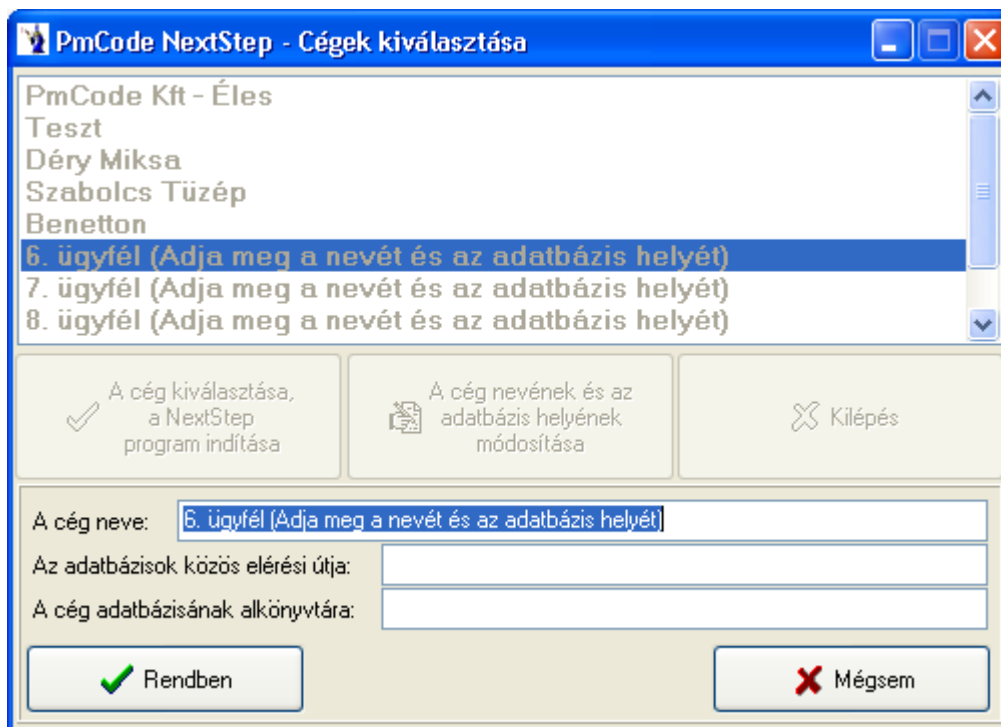 PmCode NextStep - Cégek kiválasztása
PmCode Kft - Éles
Teszt
Déry Miksa
Szabolcs Tüzép
Benetton
6. ügyfél (Adja meg a nevét és az adatbázis helyét)
7. ügyfél (Adja meg a nevét és az adatbázis helyét)
8. ügyfél (Adja meg a nevét és az adatbázis helyét)
A cég kiválasztása,
a NextStep
program indítása
A cég nevének és az
adatbázis helyének
módosítása
Kilépés
A cég neve: 6. ügyfél (Adja meg a nevét és az adatbázis helyét)
Az adatbázisok közös elérési útja:
A cég adatbázisának alkönyvtára:
Rendben
Mégsem